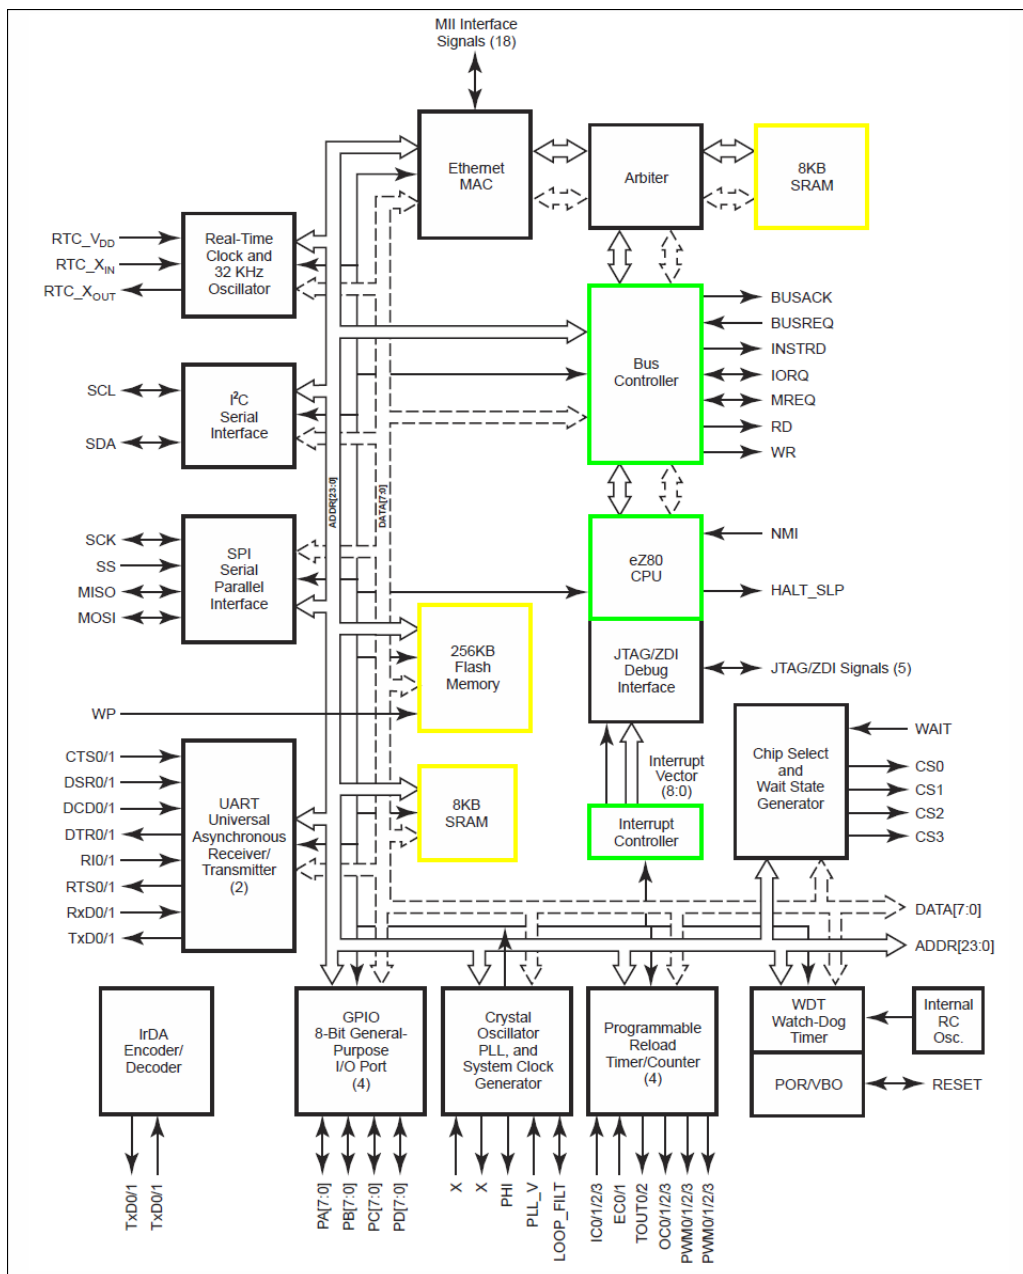 MII Interface
Signals (18)
Ethernet
MAC
Arbiter
8KB
SRAM
RTC_VDD
RTC_XIN
RTC_XOUT
Real-Time
Clock and
32 KHz
Oscillator
Bus
Controller
BUSACK
BUSREQ
INSTRD
IORQ
MREQ
RD
WR
SCL
SDA
I2C
Serial
Interface
ADDR[23:0]
DATA[7:0]
SCK
SS
MISO
MOSI
SPI
Serial
Parallel
Interface
eZ80
CPU
NMI
HALT_SLP
256KB
Flash
Memory
JTAG/ZDI
Debug
Interface
JTAG/ZDI Signals (5)
WP
CTS0/1
DSR0/1
DCD0/1
DTR0/1
RI0/1
RTS0/1
RxD0/1
TxD0/1
UART
Universal
Asynchronous
Receiver/
Transmitter
(2)
8KB
SRAM
Interrupt
Vector
(8:0)
Interrupt
Controller
Chip Select
and
Wait State
Generator
WAIT
CS0
CS1
CS2
CS3
DATA[7:0]
ADDR[23:0]
IrDA
Encoder/
Decoder
GPIO
8-Bit General-
Purpose
I/O Port
(4)
Crystal
Oscillator
PLL, and
System Clock
Generator
Programmable
Reload
Timer/Counter
(4)
WDT
Watch-Dog
Timer
POR/VBO
Internal
RC
Osc.
RESET
TxD0/1
TxD0/1
PA[7:0]
PB[7:0]
PC[7:0]
PD[7:0]
X
X
PHI
PLL_V
LOOP_FILT
IC0/1/2/3
EC0/1
TOUT0/2
OC0/1/2/3
PWM0/1/2/3
PWM0/1/2/3